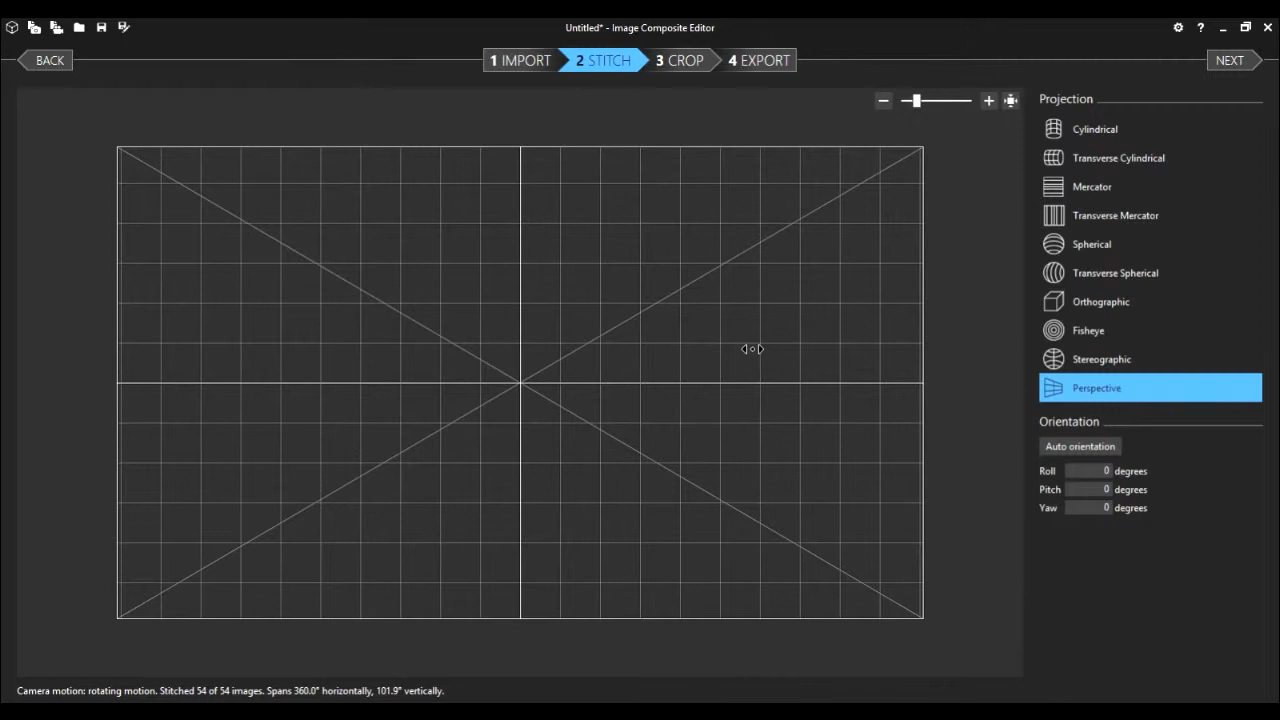 Untitled* - Image Composite Editor
BACK
1 IMPORT
2 STITCH
3 CROP
4 EXPORT
NEXT
Projection
Cylindrical
Transverse Cylindrical
Mercator
Transverse Mercator
Spherical
Transverse Spherical
Orthographic
Fisheye
Stereographic
Perspective
Orientation
Auto orientation
Roll 0 degrees
Pitch 0 degrees
Yaw 0 degrees
Camera motion: rotating motion. Stitched 54 of 54 images. Spans 360.0° horizontally, 101.9° vertically.